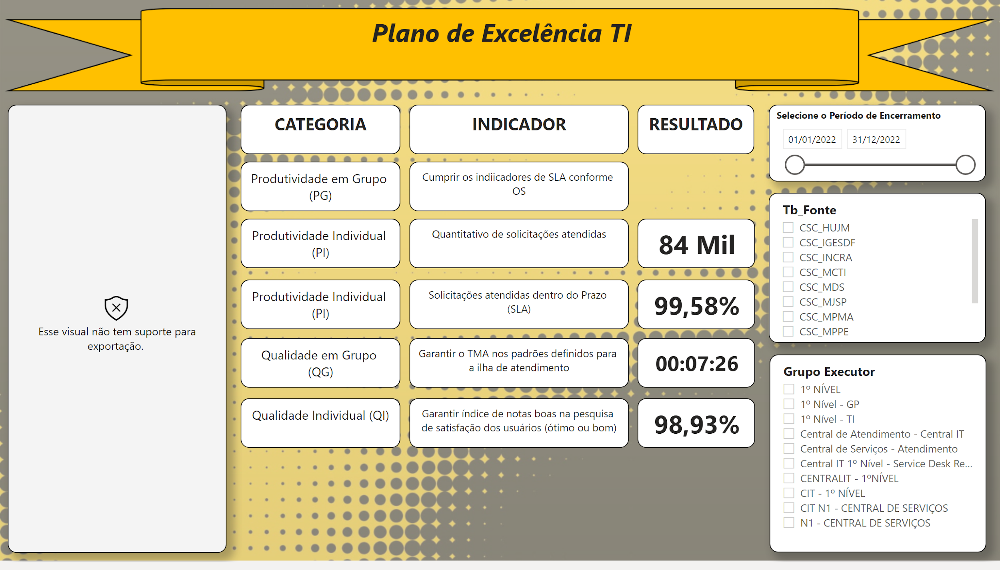 Plano de Excelência TI
Esse visual não tem suporte para
exportação.
CATEGORIA
INDICADOR
RESULTADO
Produtividade em Grupo
(PG)
Cumprir os indiicadores de SLA conforme
OS
Produtividade Individual
(PI)
Quantitativo de solicitações atendidas
84 Mil
Produtividade Individual
(PI)
Solicitações atendidas dentro do Prazo
(SLA)
99,58%
Qualidade em Grupo
(QG)
Garantir o TMA nos padrões definidos para
a ilha de atendimento
00:07:26
Qualidade Individual (QI)
Garantir índice de notas boas na pesquisa
de satisfação dos usuários (ótimo ou bom)
98,93%
Selecione o Período de Encerramento
01/01/2022
31/12/2022
Tb_Fonte
CSC_HUJM
CSC_IGESDF
CSC_INCRA
CSC_MCTI
CSC_MDS
CSC_MJSP
CSC_MPMA
CSC_MPPE
Grupo Executor
1º NÍVEL
1º Nível - GP
1º Nível - TI
Central de Atendimento - Central IT
Central de Serviços - Atendimento
Central IT 1º Nível - Service Desk Re...
CENTRALIT - 1ºNÍVEL
CIT - 1º NÍVEL
CIT N1 - CENTRAL DE SERVIÇOS
N1 - CENTRAL DE SERVIÇOS